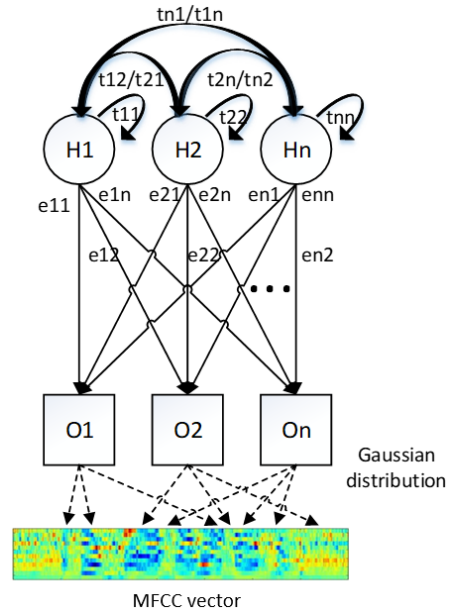 tn1/t1n
t12/t21
t2n/tn2
t11
t22
tnn
H1
H2
Hn
e11
e1n
e21
e2n
en1
enn
e12
e22
en2
...
O1
O2
On
Gaussian
distribution
MFCC vector